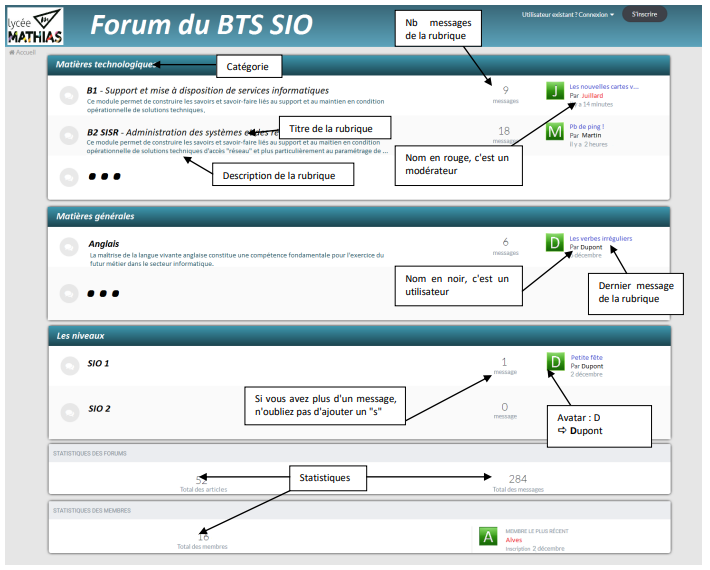 lycée
MATHIAS
Forum du BTS SIO
Utilisateur existant ? Connexion
S'inscrire
Nb messages
de la rubrique
Accueil
Matières technologique
Catégorie
B1 - Support et mise à disposition de services informatiques
Ce module permet de construire les savoirs et savoir-faire liés au support et au maintien en condition
opérationnelle de solutions techniques,
9
messages
J
Les nouvelles cartes v...
Par Juillard
a 14 minutes
B2 SISR - Administration des systèmes et des re
Titre de la rubrique
Ce module permet de construire les savoirs et savoir-faire liés au support et au maitien en condition
opérationnelle de solutions techniques d'accès "réseau" et plus particulièrement au paramétrage de ...
18
messages
M
Pb de ping !
Par Martin
Il y a 2 heures
Nom en rouge, c'est un
modérateur
Description de la rubrique
Matières générales
Anglais
La maîtrise de la langue vivante anglaise constitue une compétence fondamentale pour l'exercice du
futur métier dans le secteur informatique.
6
messages
D
Les verbes irréguliers
Par Dupont
décembre
Nom en noir, c'est un
utilisateur
Dernier message
de la rubrique
Les niveaux
SIO 1
1
message
D
Petite fête
Par Dupont
2 décembre
Si vous avez plus d'un message,
n'oubliez pas d'ajouter un "s"
SIO 2
0
message
Avatar : D
⇨ Dupont
STATISTIQUES DES FORUMS
52
Total des articles
Statistiques
284
Total des messages
STATISTIQUES DES MEMBRES
16
Total des membres
A
MEMBRE LE PLUS RÉCENT
Alves
Inscription 2 décembre